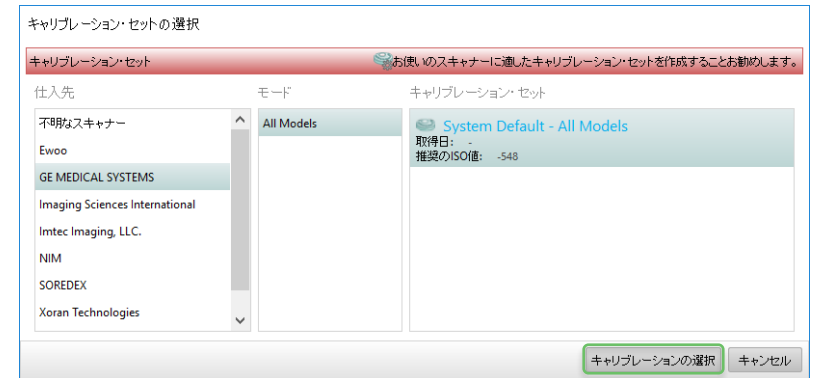 キャリブレーション・セットの選択
キャリブレーション・セット
お使いのスキャナーに適したキャリブレーション・セットを作成することお勧めします。
仕入先
モード
キャリブレーション・セット
不明なスキャナー
Ewoo
GE MEDICAL SYSTEMS
Imaging Sciences International
Imtec Imaging, LLC.
NIM
SOREDEX
Xoran Technologies
All Models
System Default - All Models
取得日： -
推奨のISO値： -548
キャリブレーションの選択
キャンセル